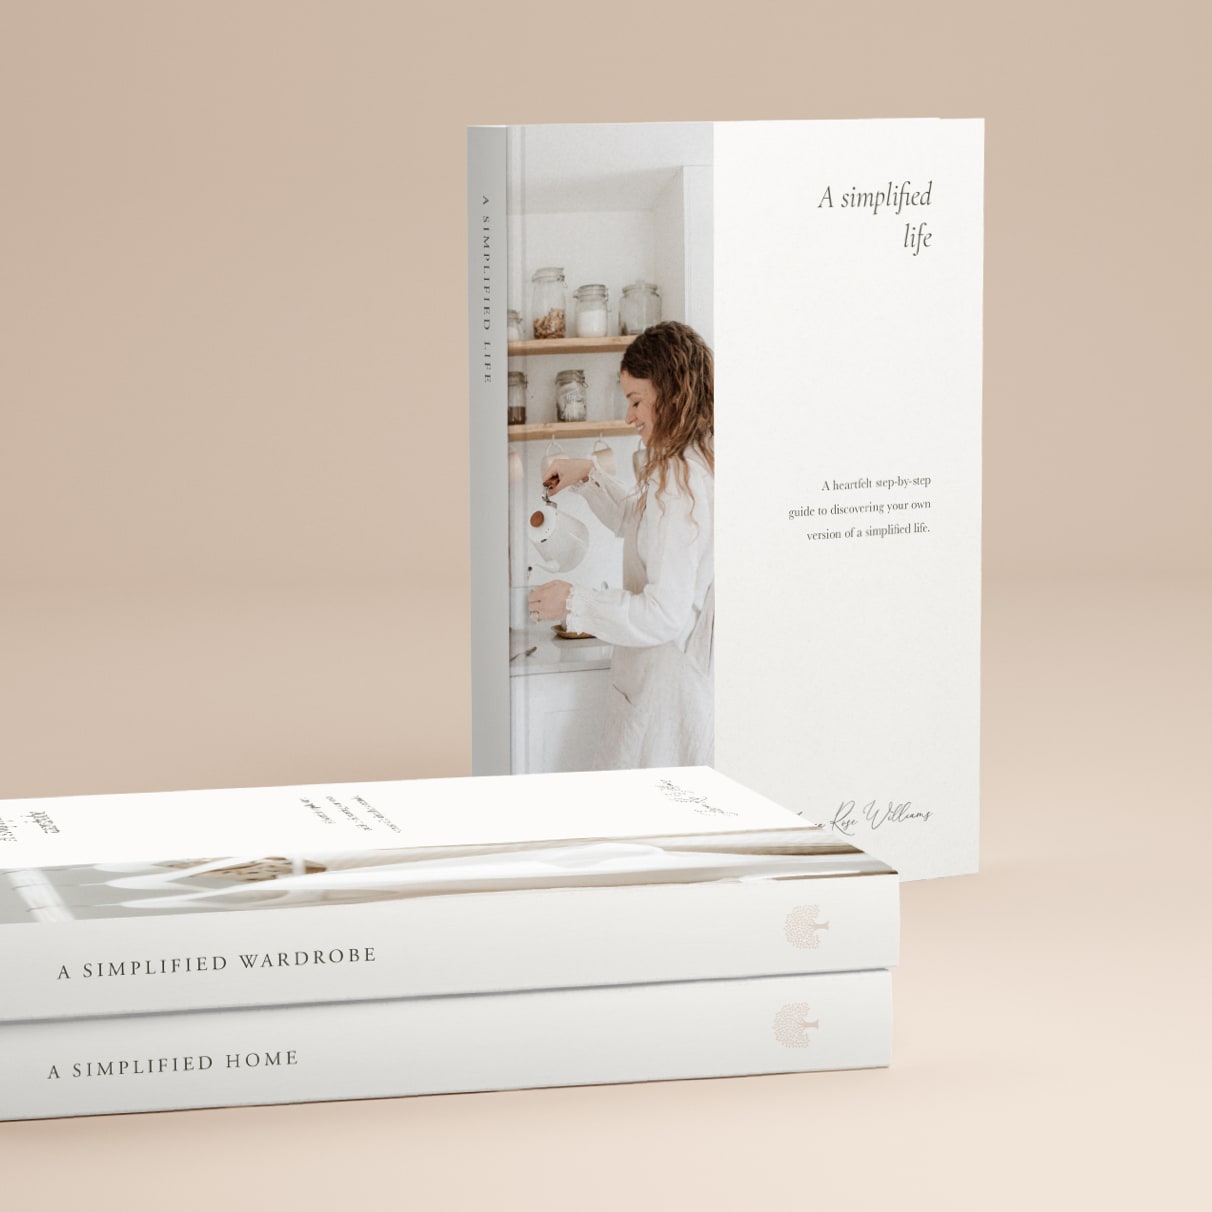 A SIMPLIFIED LIFE
A simplified
life
A heartfelt step-by-step
guide to discovering your own
version of a simplified life.
Rose Williams
A SIMPLIFIED WARDROBE
A SIMPLIFIED HOME